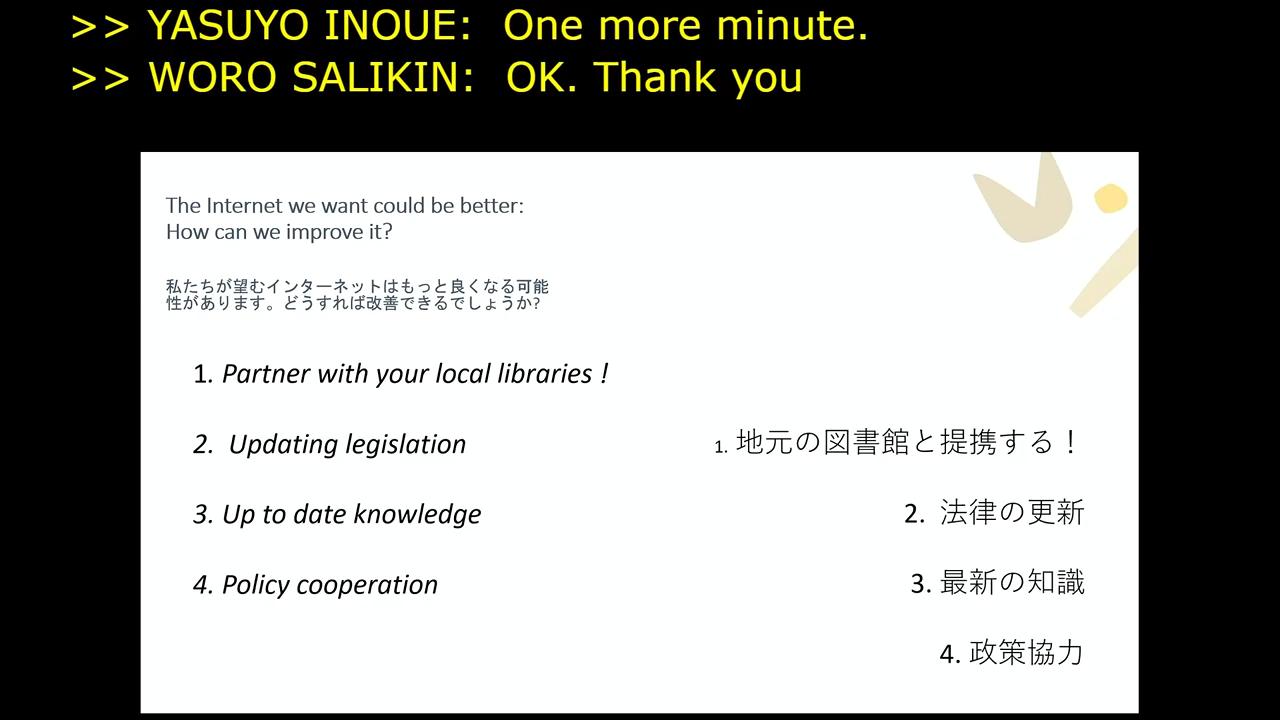 >> YASUYO INOUE:  One more minute.
>> WORO SALIKIN:  OK. Thank you
The Internet we want could be better:
How can we improve it?
私たちが望むインターネットはもっと良くなる可能
性があります。どうすれば改善できるでしょうか?
1. Partner with your local libraries !
2.  Updating legislation
3. Up to date knowledge
4. Policy cooperation
1. 地元の図書館と提携する！
2.  法律の更新
3. 最新の知識
4. 政策協力